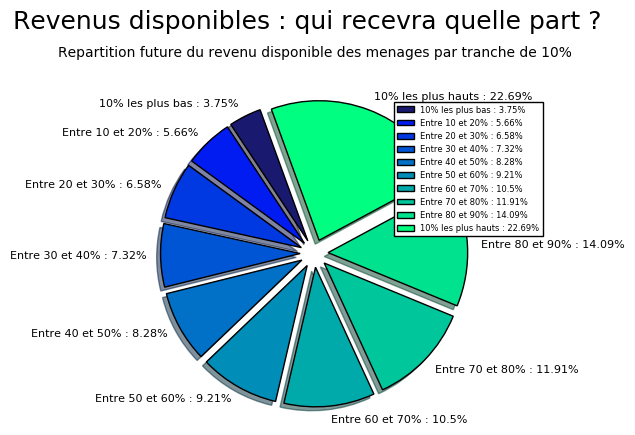 Revenus disponibles : qui recevra quelle part ?
Repartition future du revenu disponible des menages par tranche de 10%
10% les plus bas : 3.75%
Entre 10 et 20% : 5.66%
Entre 20 et 30% : 6.58%
Entre 30 et 40% : 7.32%
Entre 40 et 50% : 8.28%
Entre 50 et 60% : 9.21%
Entre 60 et 70% : 10.5%
Entre 70 et 80% : 11.91%
Entre 80 et 90% : 14.09%
10% les plus hauts : 22.69%
10% les plus bas : 3.75%
Entre 10 et 20% : 5.66%
Entre 20 et 30% : 6.58%
Entre 30 et 40% : 7.32%
Entre 40 et 50% : 8.28%
Entre 50 et 60% : 9.21%
Entre 60 et 70% : 10.5%
Entre 70 et 80% : 11.91%
Entre 80 et 90% : 14.09%
10% les plus hauts : 22.69%